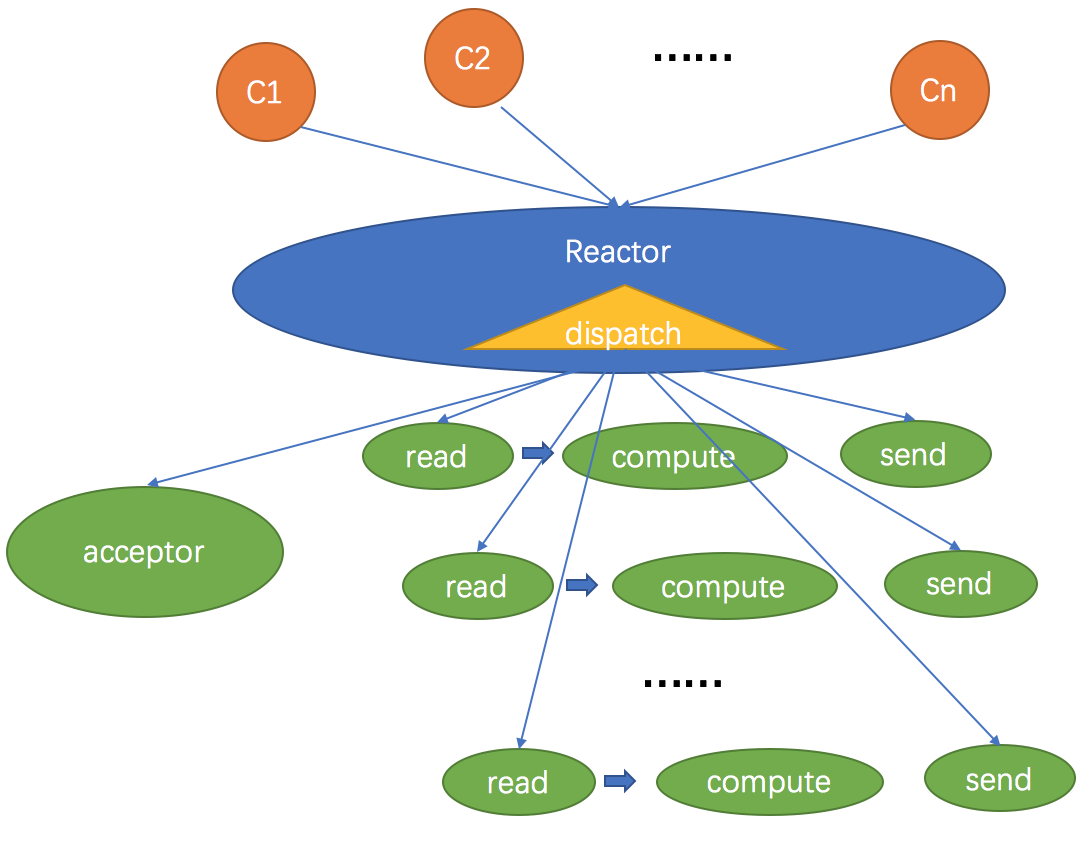 C1
C2
......
Cn
Reactor
dispatch
read
compute
send
acceptor
read
compute
send
......
read
compute
send